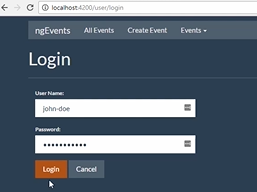 localhost:4200/user/login
ngEvents All Events Create Event Events
Login
User Name:
john-doe
Password:
•••••••••••
Login Cancel